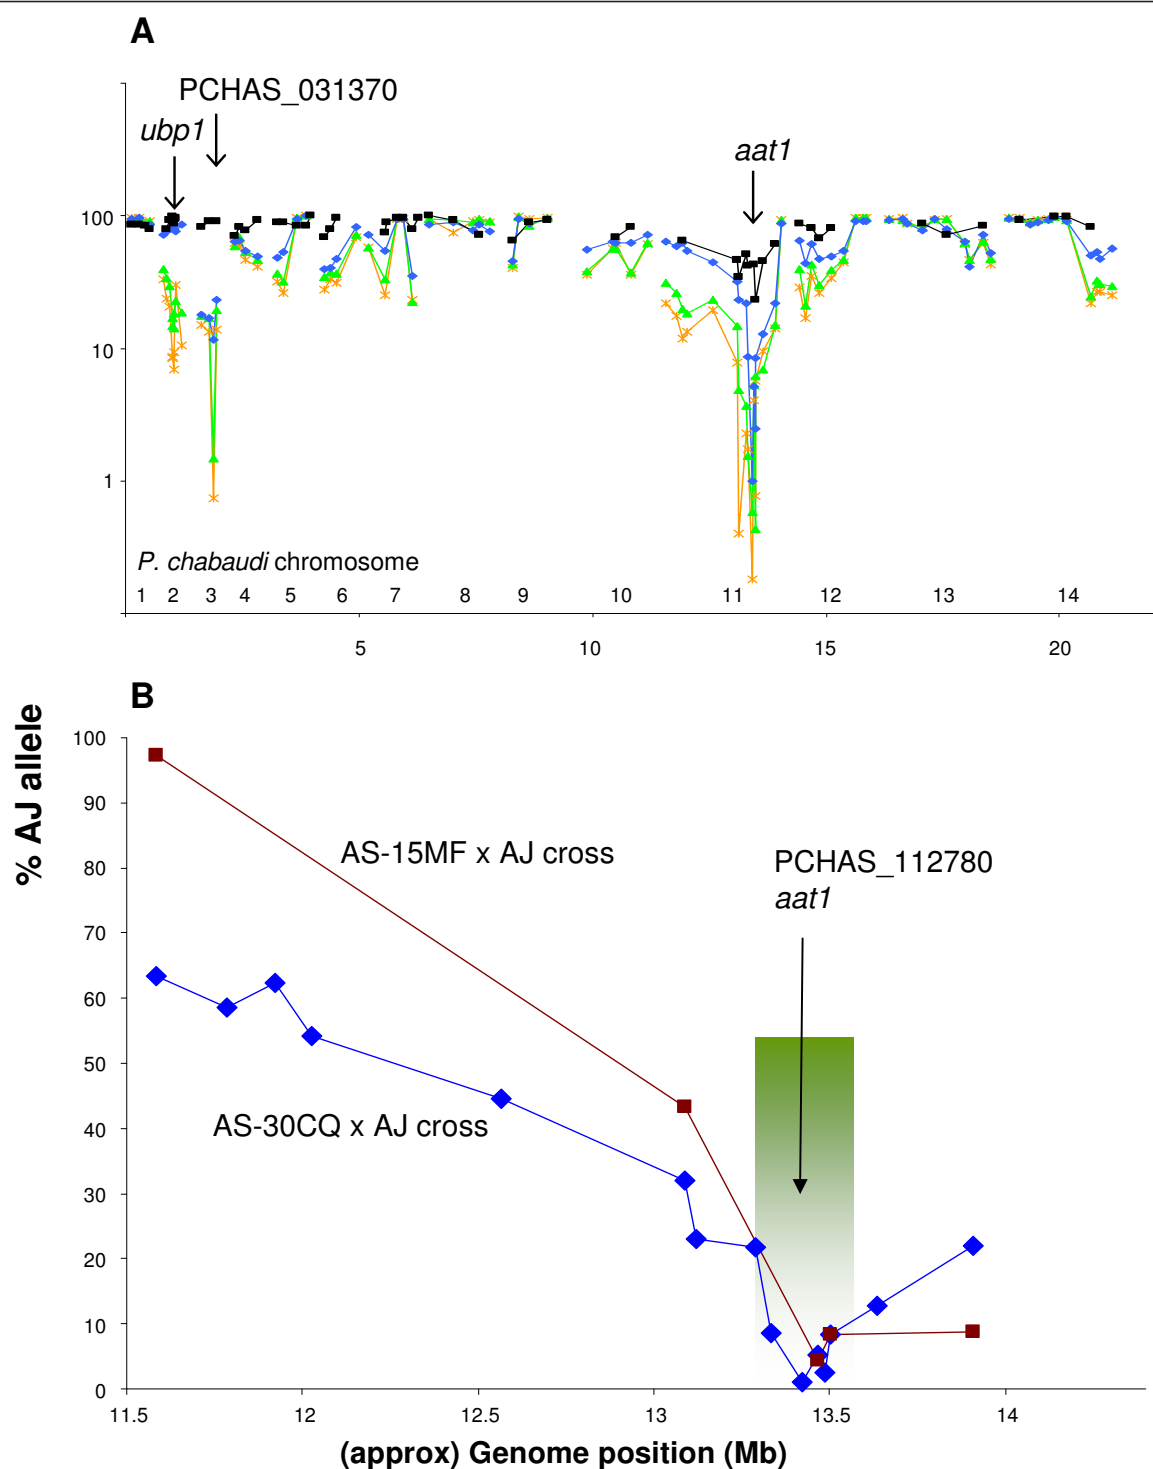 A
PCHAS_031370
ubp1
aat1
100
10
1
P. chabaudi chromosome
1 2 3 4 5 6 7 8 9 10 11 12 13 14
5 10 15 20
B
% AJ allele
100
90
80
70
60
50
40
30
20
10
0
AS-15MF x AJ cross
PCHAS_112780
aat1
AS-30CQ x AJ cross
11.5 12 12.5 13 13.5 14
(approx) Genome position (Mb)